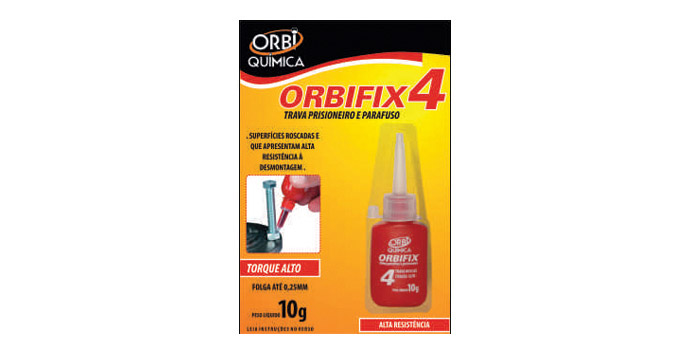 ORBI
QUÍMICA
ORBIFIX 4
TRAVA PRISIONEIRO E PARAFUSO
. SUPERFÍCIES ROSCADAS E
QUE APRESENTAM ALTA
RESISTÊNCIA À
DESMONTAGEM .
TORQUE ALTO
FOLGA ATÉ 0,25MM
PESO LÍQUIDO 10g
LEIA INSTRUÇÕES NO VERSO
ORBI
QUÍMICA
ORBIFIX
4
10g
ALTA RESISTÊNCIA